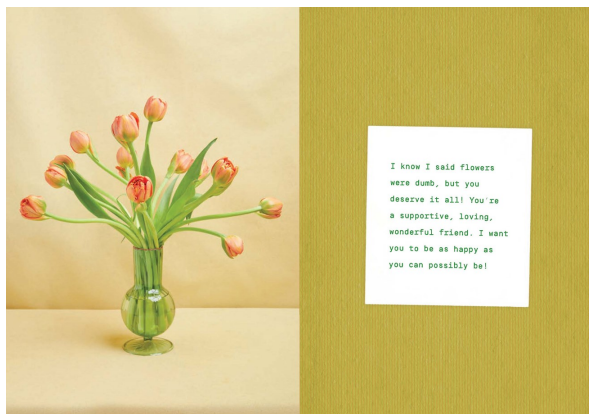 I know I said flowers
were dumb, but you
deserve it all! You're
a supportive, loving,
wonderful friend. I want
you to be as happy as
you can possibly be!